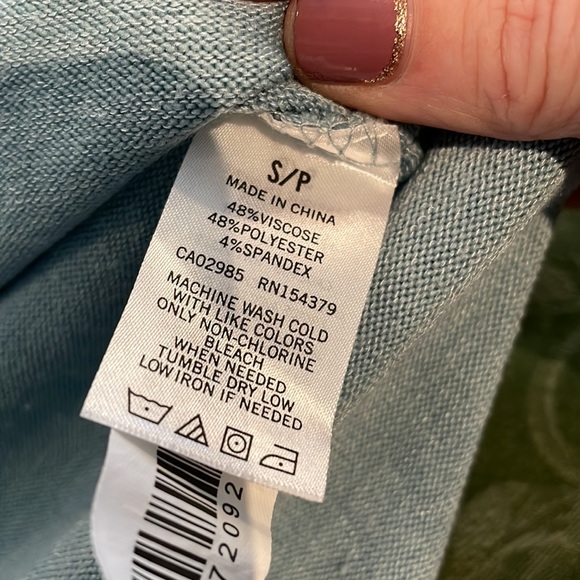 S/P
MADE IN CHINA
48%VISCOSE
48%POLYESTER
4%SPANDEX
CA02985 RN154379
MACHINE WASH COLD
WITH LIKE COLORS
ONLY NON-CHLORINE
BLEACH
WHEN NEEDED
TUMBLE DRY LOW
LOW IRON IF NEEDED
72092